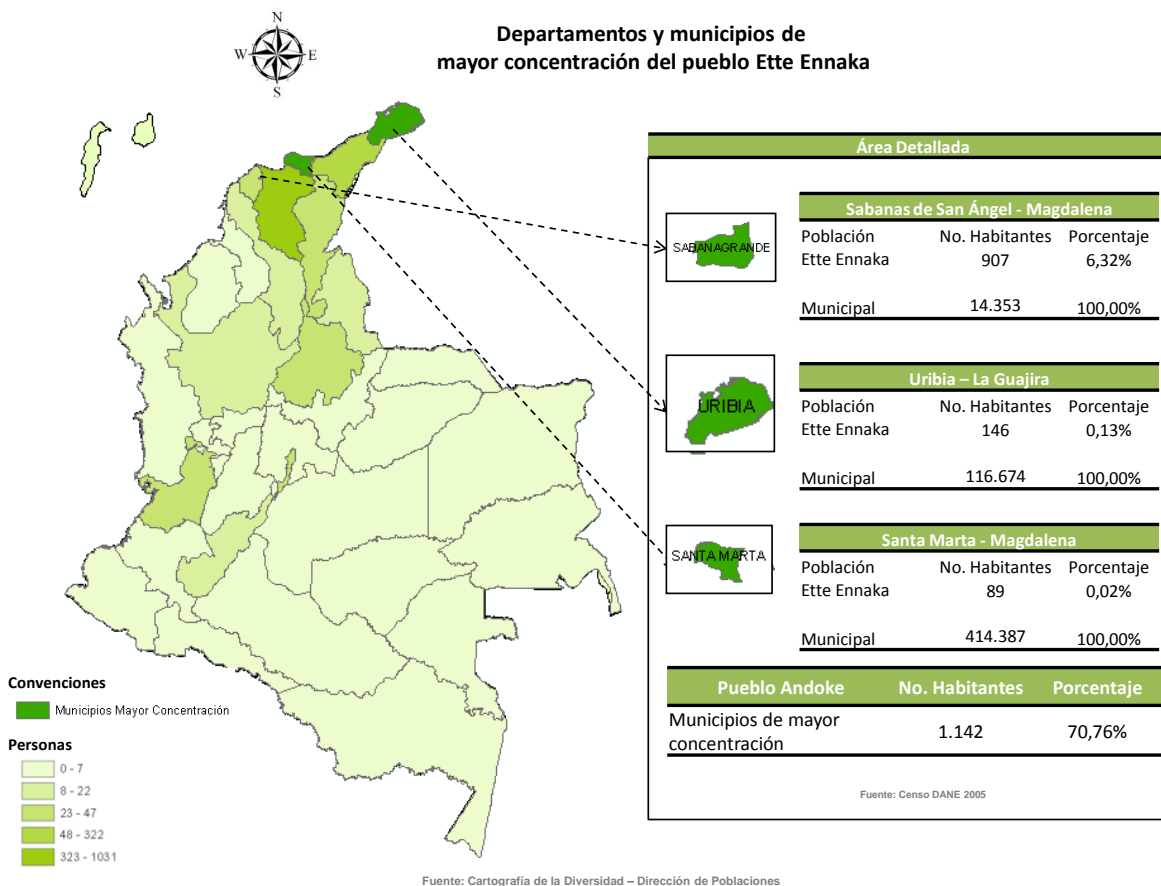 Departamentos y municipios de
mayor concentración del pueblo Ette Ennaka
N
W
E
S
Área Detallada
Sabanas de San Ángel - Magdalena
SABANAGRANDE
Población No. Habitantes Porcentaje
Ette Ennaka 907 6,32%
Municipal 14.353 100,00%
Uribia – La Guajira
URIBIA
Población No. Habitantes Porcentaje
Ette Ennaka 146 0,13%
Municipal 116.674 100,00%
Santa Marta - Magdalena
SANTA MARTA
Población No. Habitantes Porcentaje
Ette Ennaka 89 0,02%
Municipal 414.387 100,00%
Pueblo Andoke No. Habitantes Porcentaje
Municipios de mayor
concentración 1.142 70,76%
Fuente: Censo DANE 2005
Convenciones
Municipios Mayor Concentración
Personas
0 - 7
8 - 22
23 - 47
48 - 322
323 - 1031
Fuente: Cartografía de la Diversidad – Dirección de Poblaciones